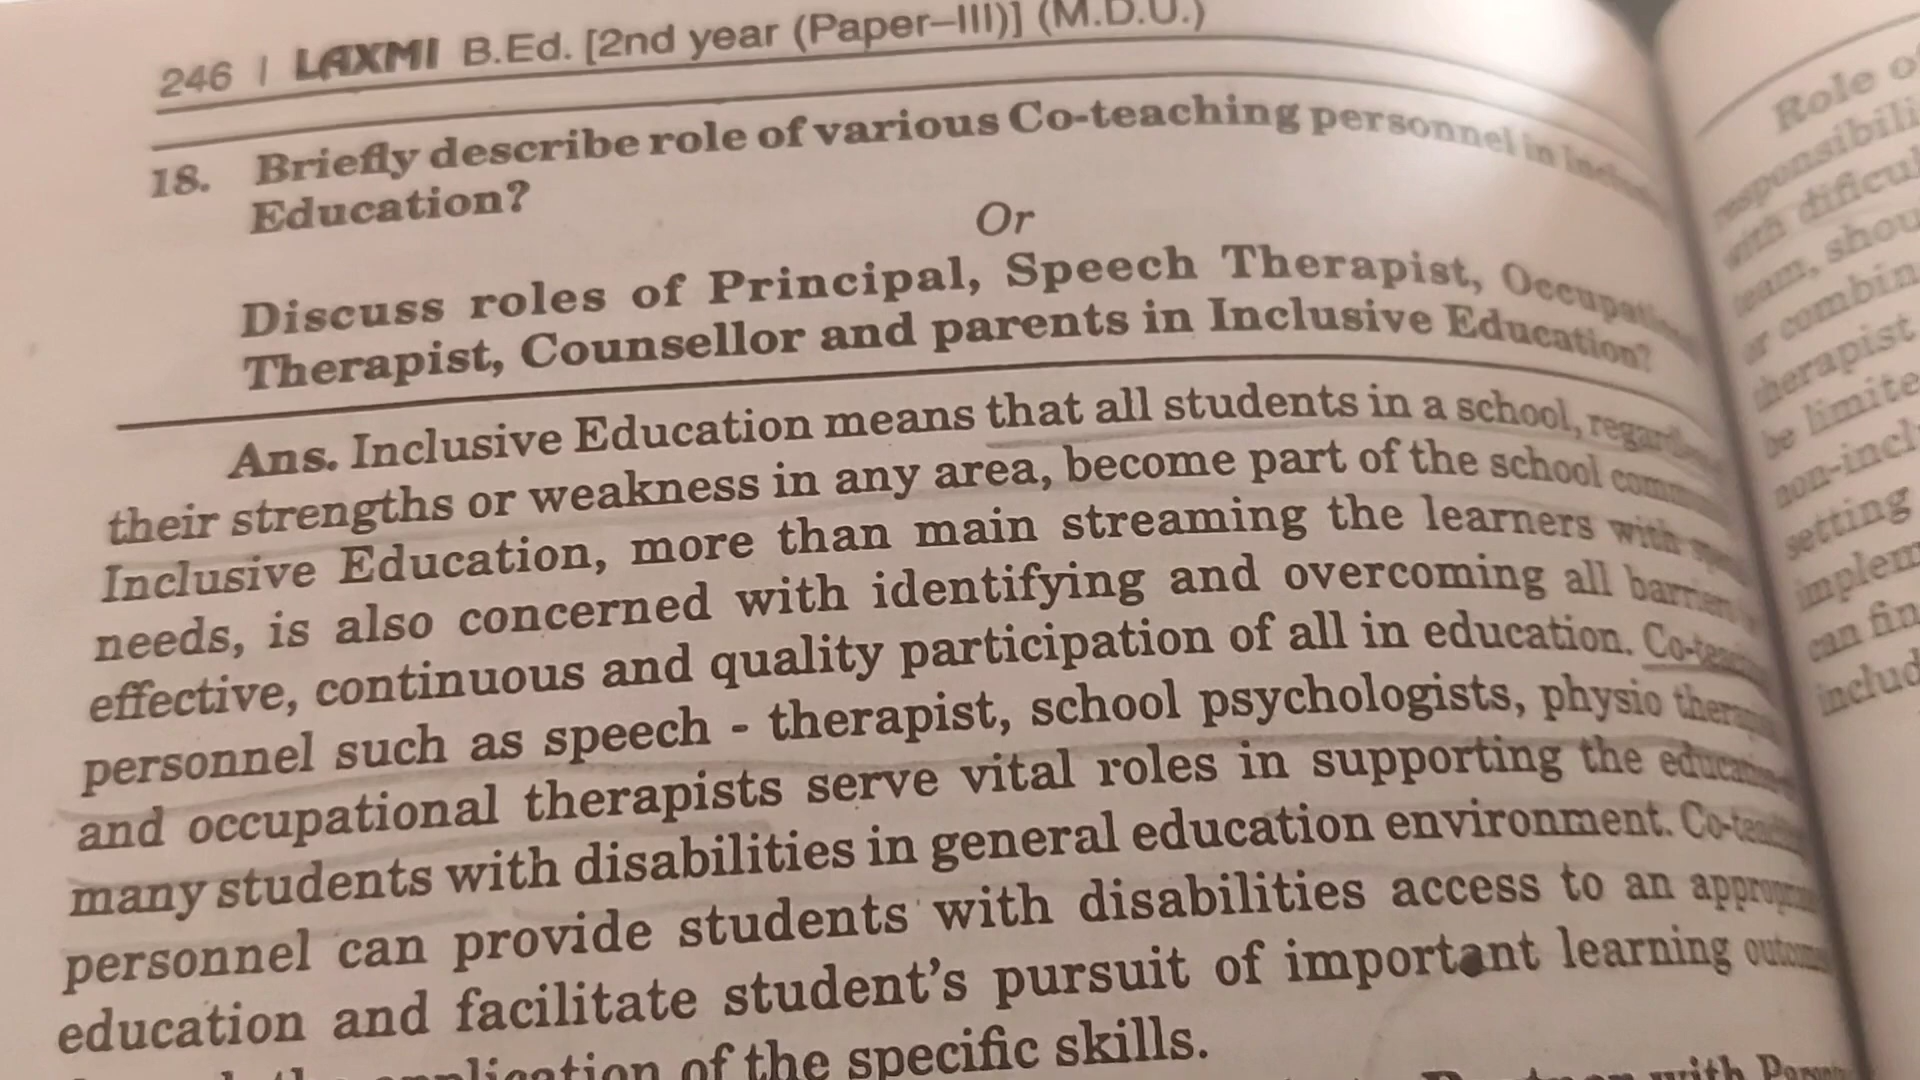 246 | LAXMI B.Ed. [2nd year (Paper–III)] (M.D.U.)
18. Briefly describe role of various Co-teaching personnel in
Education?
Or
Discuss roles of Principal, Speech Therapist,
Therapist, Counsellor and parents in Inclusive Education?
Ans. Inclusive Education means that all students in a school,
their strengths or weakness in any area, become part of the school
Inclusive Education, more than main streaming the learners with
needs, is also concerned with identifying and overcoming all
effective, continuous and quality participation of all in education.
personnel such as speech - therapist, school psychologists, physio
and occupational therapists serve vital roles in supporting the
many students with disabilities in general education environment.
personnel can provide students with disabilities access to an
education and facilitate student's pursuit of important learning
of the specific skills.
with
Role
with
team,
or
therapist
be
setting
can